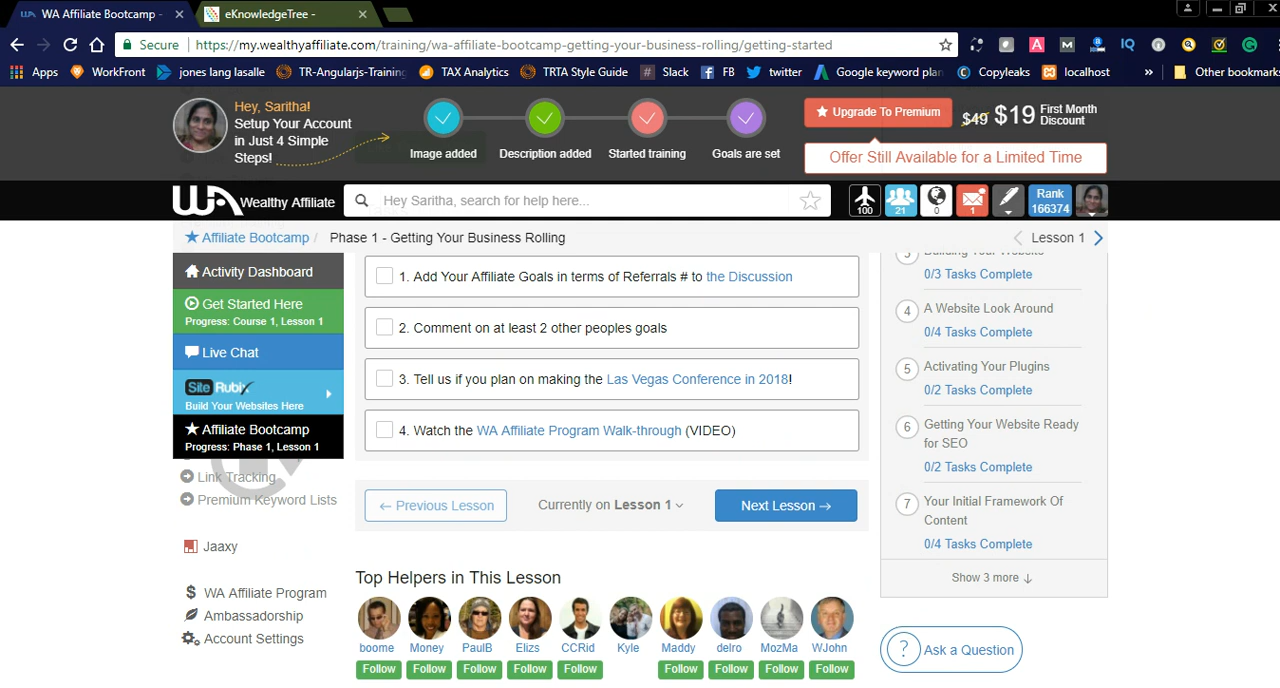 WA Affiliate Bootcamp -
eKnowledgeTree -
Secure
https://my.wealthyaffiliate.com/training/wa-affiliate-bootcamp-getting-your-business-rolling/getting-started
Apps
WorkFront
jones lang lasalle
TR-Angularjs-Training
TAX Analytics
TRTA Style Guide
Slack
FB
twitter
Google keyword plan
Copyleaks
localhost
»
Other bookmarks
Hey, Saritha!
Setup Your Account
in Just 4 Simple
Steps!
Image added
Description added
Started training
Goals are set
Upgrade To Premium
$49 $19 First Month
Discount
Offer Still Available for a Limited Time
WA Wealthy Affiliate
Hey Saritha, search for help here...
100
21
0
1
Rank
166374
Affiliate Bootcamp /
Phase 1 - Getting Your Business Rolling
Lesson 1
Activity Dashboard
Get Started Here
Progress: Course 1, Lesson 1
Live Chat
Site Rubix
Build Your Websites Here
Affiliate Bootcamp
Progress: Phase 1, Lesson 1
Link Tracking
Premium Keyword Lists
Jaaxy
WA Affiliate Program
Ambassadorship
Account Settings
1. Add Your Affiliate Goals in terms of Referrals # to the Discussion
2. Comment on at least 2 other peoples goals
3. Tell us if you plan on making the Las Vegas Conference in 2018!
4. Watch the WA Affiliate Program Walk-through (VIDEO)
← Previous Lesson
Currently on Lesson 1
Next Lesson →
Top Helpers in This Lesson
boome
Money
PaulB
Elizs
CCRid
Kyle
Maddy
delro
MozMa
WJohn
Follow
Follow
Follow
Follow
Follow
Follow
Follow
Follow
Follow
3
Building Your Website
0/3 Tasks Complete
4
A Website Look Around
0/4 Tasks Complete
5
Activating Your Plugins
0/2 Tasks Complete
6
Getting Your Website Ready
for SEO
0/2 Tasks Complete
7
Your Initial Framework Of
Content
0/4 Tasks Complete
Show 3 more ↓
? Ask a Question